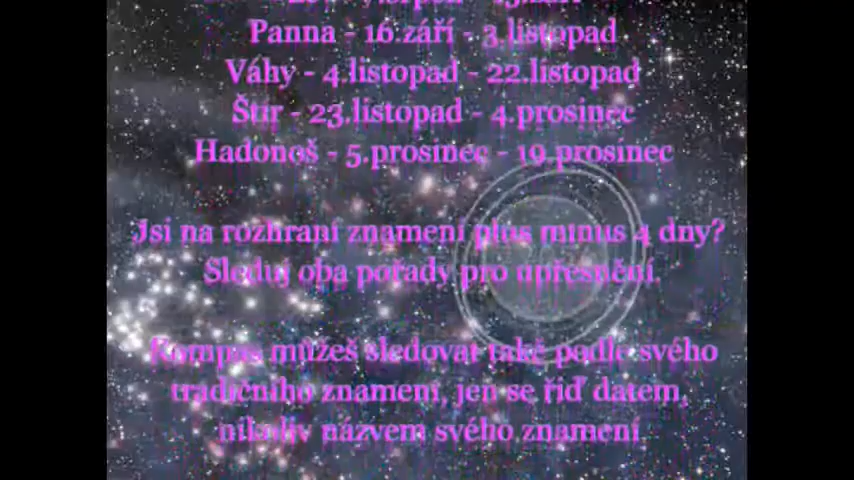 Panna - 16.září - 3.listopad
Váhy - 4.listopad - 22.listopad
Štír - 23.listopad - 4.prosinec
Hadonoš - 5.prosinec - 19.prosinec
Jsi na rozhraní znamení plus minus 4 dny?
Sleduj oba pořady pro upřesnění.
Kompas můžeš sledovat také podle svého
tradičního znamení, jen se řiď datem,
nikoliv názvem svého znamení